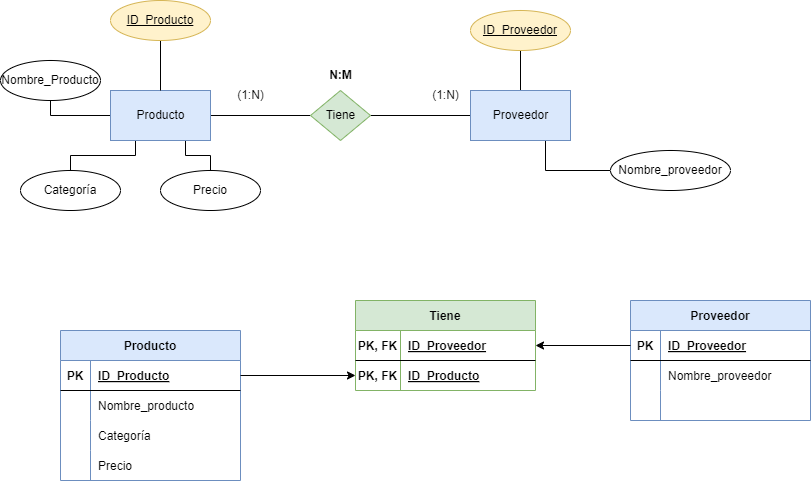 ID_Producto
ID_Proveedor
Nombre_Producto
N:M
(1:N)
(1:N)
Producto
Tiene
Proveedor
Categoría
Precio
Nombre_proveedor
Producto
PK ID_Producto
Nombre_producto
Categoría
Precio
Tiene
PK, FK ID_Proveedor
PK, FK ID_Producto
Proveedor
PK ID_Proveedor
Nombre_proveedor